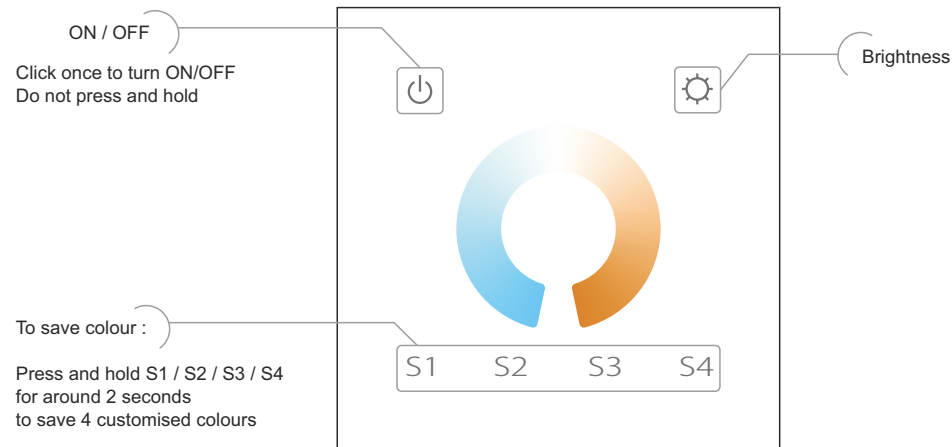 ON / OFF
Click once to turn ON/OFF
Do not press and hold
Brightness
To save colour :
Press and hold S1 / S2 / S3 / S4
for around 2 seconds
to save 4 customised colours
S1 S2 S3 S4